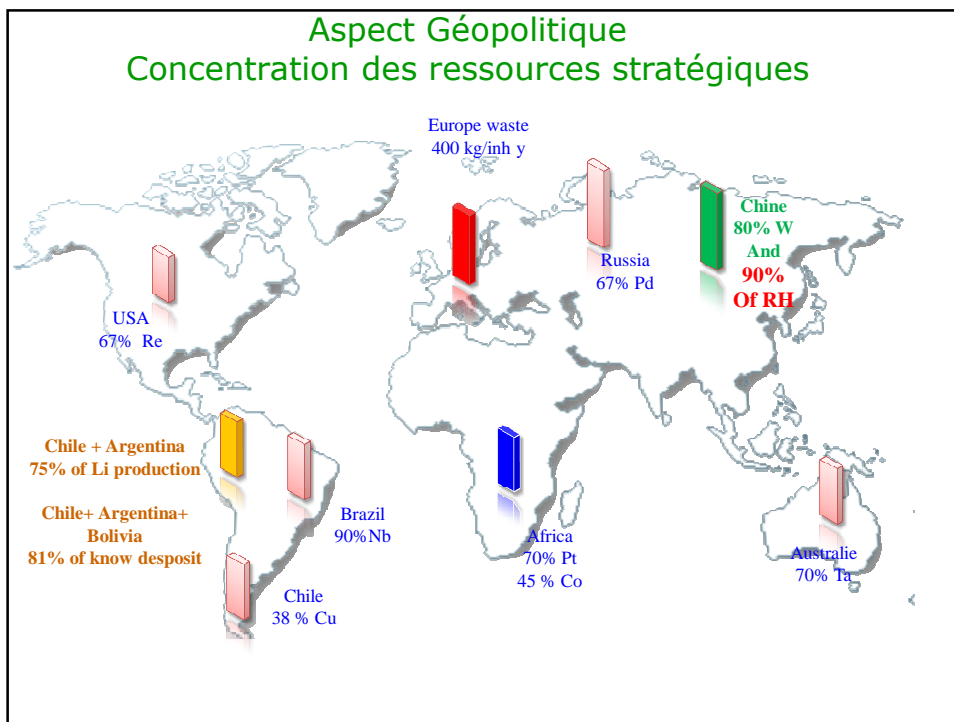 Aspect Géopolitique
Concentration des ressources stratégiques
Europe waste
400 kg/inh y
Chine
80% W
And
90%
Of RH
Russia
67% Pd
USA
67% Re
Chile + Argentina
75% of Li production
Chile+ Argentina+
Bolivia
81% of know desposit
Brazil
90%Nb
Africa
70% Pt
45 % Co
Australie
70% Ta
Chile
38 % Cu